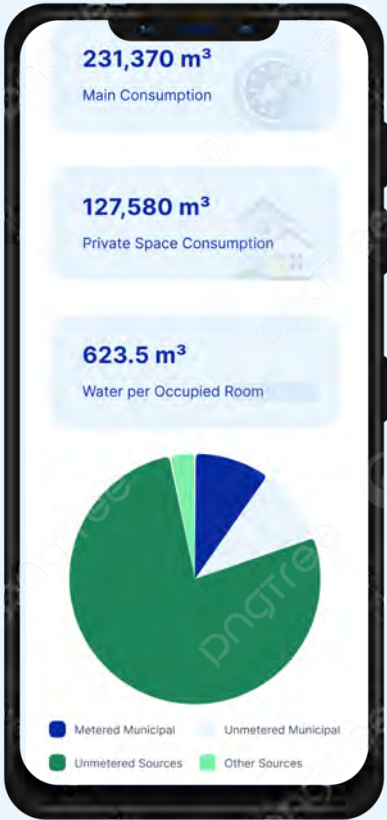 231,370 m³
Main Consumption
127,580 m³
Private Space Consumption
623.5 m³
Water per Occupied Room
pngtree
Metered Municipal
Unmetered Municipal
Unmetered Sources
Other Sources